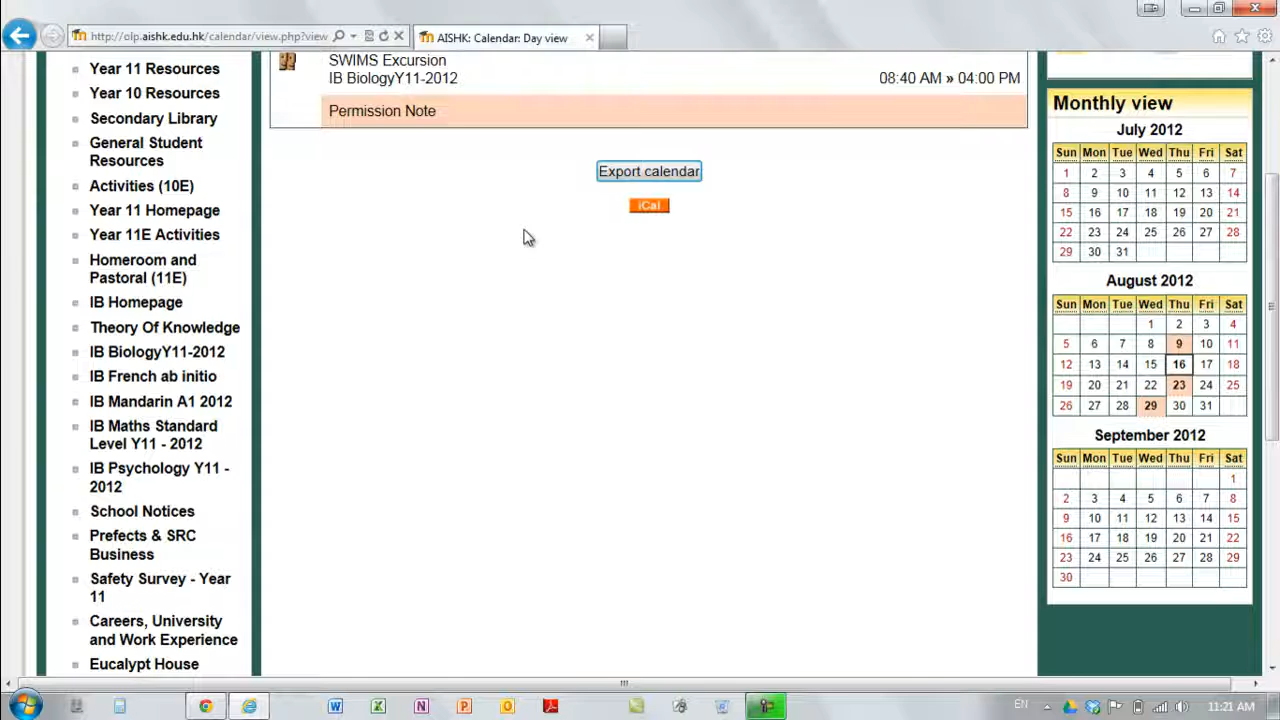 http://olp.aishk.edu.hk/calendar/view.php?view
AISHK: Calendar: Day view
Year 11 Resources
Year 10 Resources
Secondary Library
General Student
Resources
Activities (10E)
Year 11 Homepage
Year 11E Activities
Homeroom and
Pastoral (11E)
IB Homepage
Theory Of Knowledge
IB BiologyY11-2012
IB French ab initio
IB Mandarin A1 2012
IB Maths Standard
Level Y11 - 2012
IB Psychology Y11 -
2012
School Notices
Prefects & SRC
Business
Safety Survey - Year
11
Careers, University
and Work Experience
Eucalypt House
SWIMS Excursion
IB BiologyY11-2012
08:40 AM » 04:00 PM
Permission Note
Export calendar
iCal
Monthly view
July 2012
Sun Mon Tue Wed Thu Fri Sat
1 2 3 4 5 6 7
8 9 10 11 12 13 14
15 16 17 18 19 20 21
22 23 24 25 26 27 28
29 30 31
August 2012
Sun Mon Tue Wed Thu Fri Sat
1 2 3 4
5 6 7 8 9 10 11
12 13 14 15 16 17 18
19 20 21 22 23 24 25
26 27 28 29 30 31
September 2012
Sun Mon Tue Wed Thu Fri Sat
1
2 3 4 5 6 7 8
9 10 11 12 13 14 15
16 17 18 19 20 21 22
23 24 25 26 27 28 29
30
EN
11:21 AM